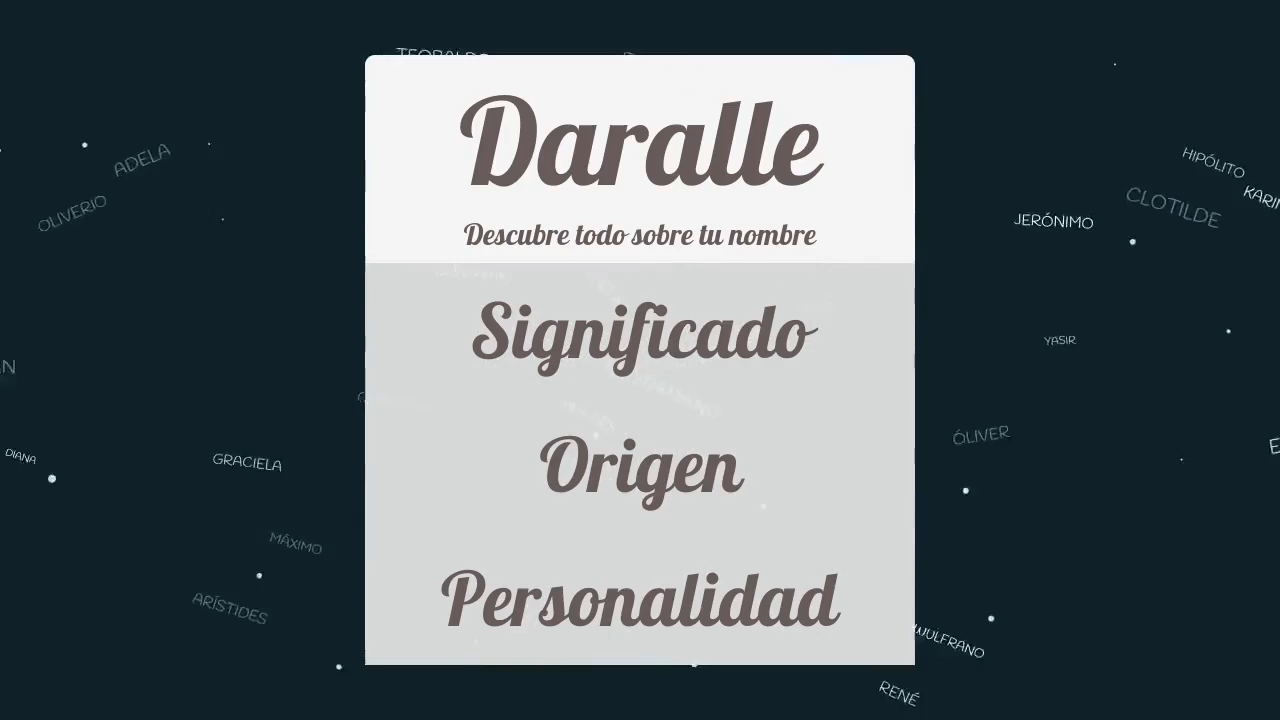 TEOBALDO
Daralle
Descubre todo sobre tu nombre
Significado
Origen
Personalidad
ADELA
OLIVERIO
HIPÓLITO
CLOTILDE
JERÓNIMO
YASIR
ÓLIVER
DIANA
GRACIELA
MÁXIMO
ARÍSTIDES
WULFRANO
RENÉ